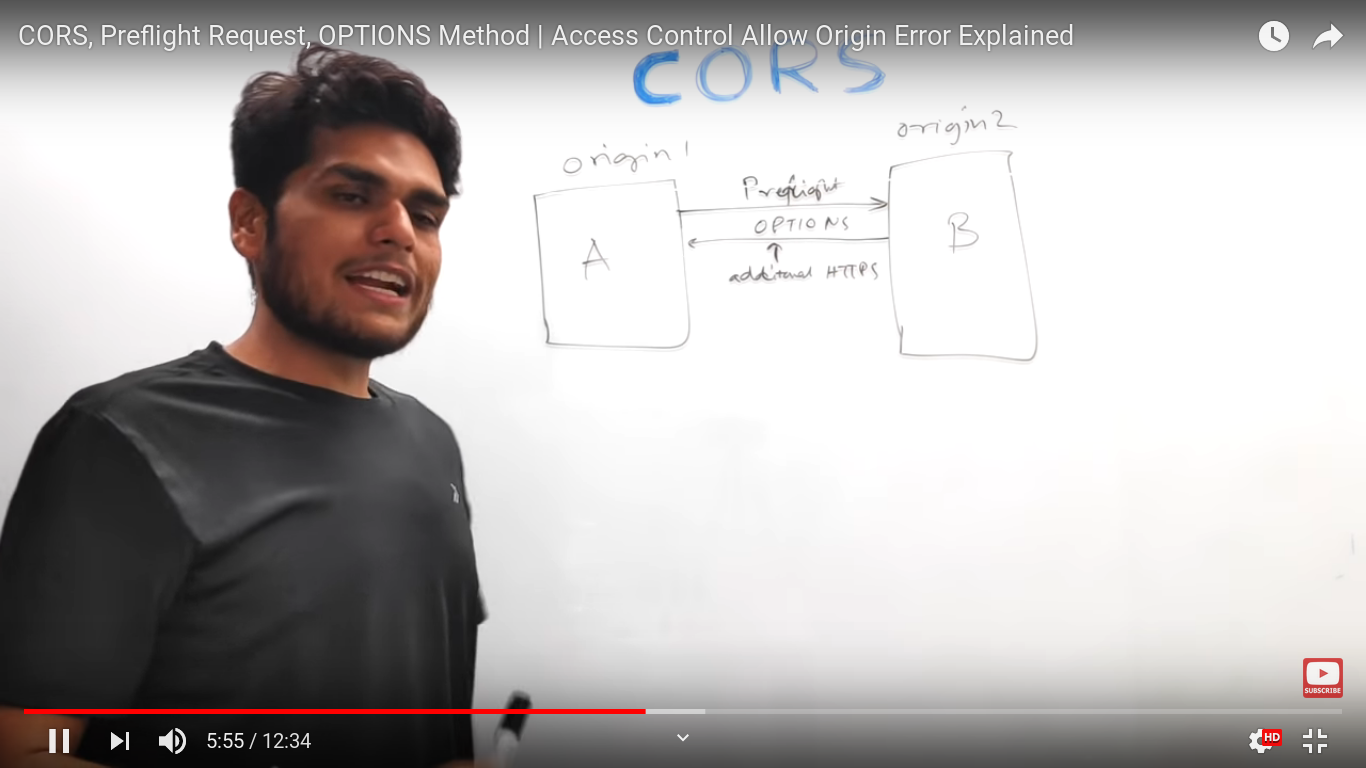 CORS, Preflight Request, OPTIONS Method | Access Control Allow Origin Error Explained
CORS
origin 1
origin 2
Preflight
OPTIONS
A
B
additional HTTPS
SUBSCRIBE
5:55 / 12:34
HD